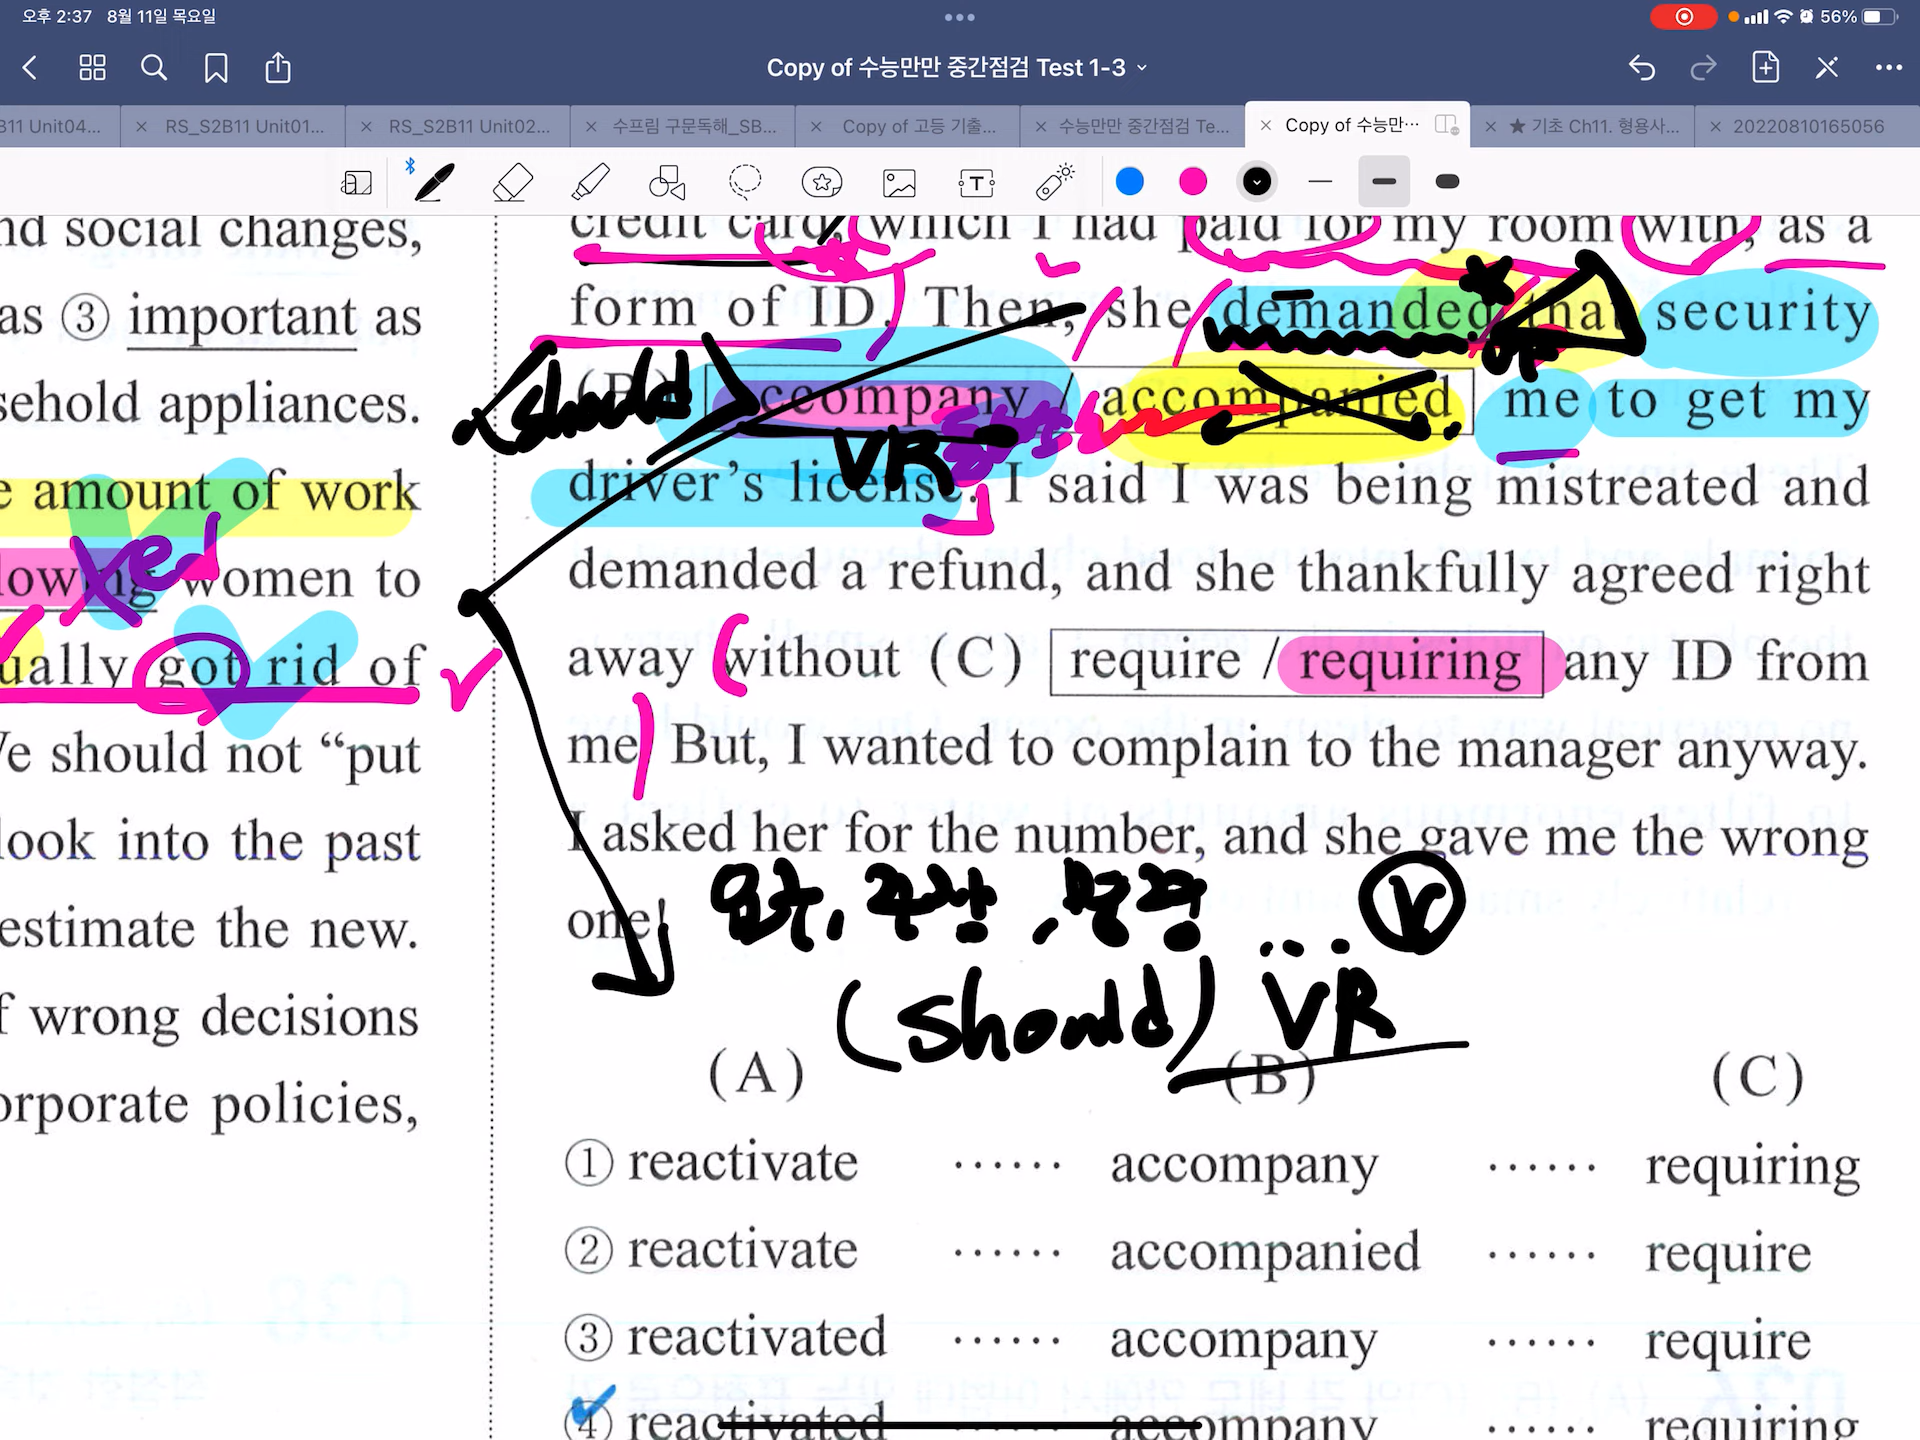 오후 2:37 8월 11일 목요일
56%
Copy of 수능만만 중간점검 Test 1-3
B11 Unit04...
RS_S2B11 Unit01...
RS_S2B11 Unit02...
수프림 구문독해_SB...
Copy of 고등 기출...
수능만만 중간점검 Te...
Copy of 수능만...
★ 기초 Ch11. 형용사...
20220810165056
nd social changes,
as ③ important as
sehold appliances.
e amount of work
lowing women to
ed
ually got rid of
We should not “put
look into the past
estimate the new.
f wrong decisions
orporate policies,
credit card, which I had paid for my room with, as a
form of ID. Then, she demanded that security
(should)
(B) accompany / accompanied me to get my
VR
driver’s license. I said I was being mistreated and
demanded a refund, and she thankfully agreed right
away without (C) require / requiring any ID from
me. But, I wanted to complain to the manager anyway.
I asked her for the number, and she gave me the wrong
one!
요구, 주장, 명령
(should) VR
(A) (B) (C)
① reactivate ...... accompany ...... requiring
② reactivate ...... accompanied ...... require
③ reactivated ...... accompany ...... require
④ reactivated ...... accompany ...... requiring